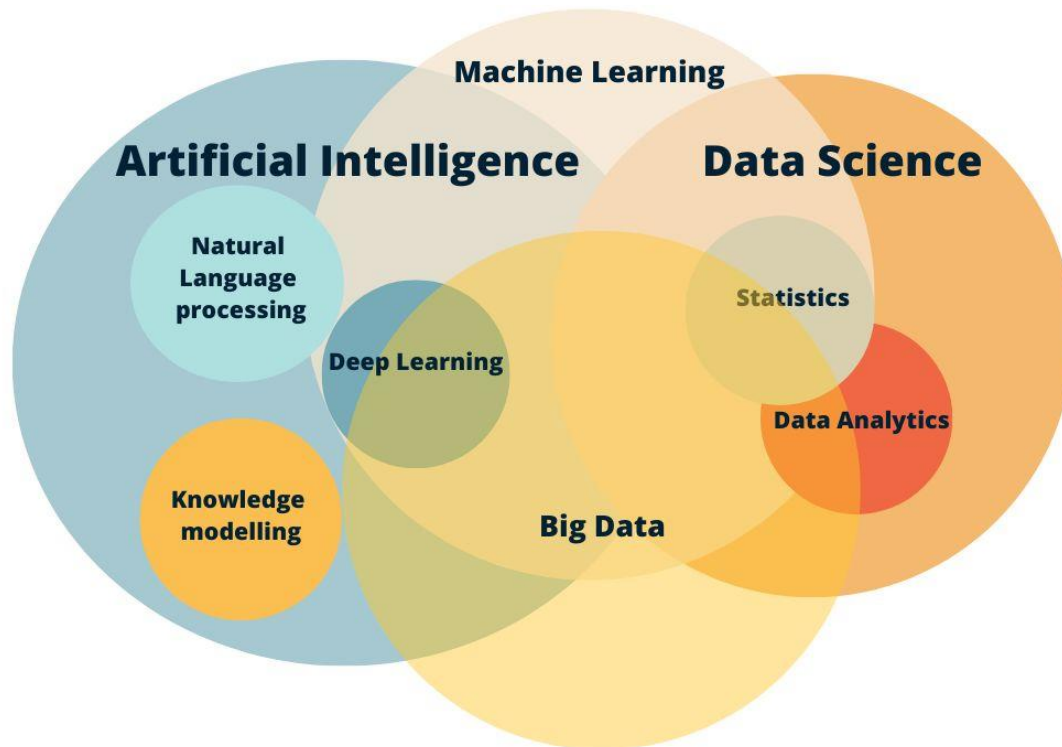 Machine Learning
Artificial Intelligence
Data Science
Natural
Language
processing
Statistics
Deep Learning
Data Analytics
Knowledge
modelling
Big Data